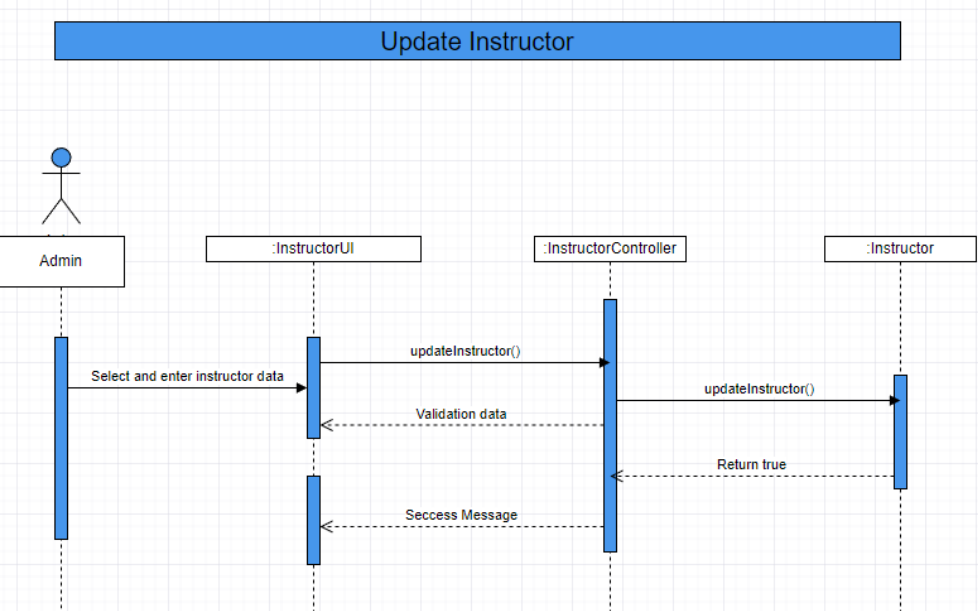 Update Instructor
Admin
:InstructorUI
:InstructorController
:Instructor
updateInstructor()
Select and enter instructor data
updateInstructor()
Validation data
Return true
Seccess Message